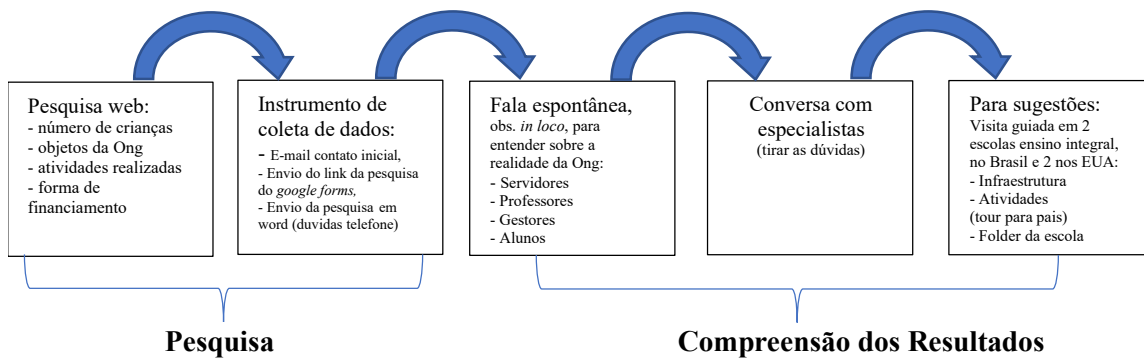 Pesquisa web:
- número de crianças
- objetos da Ong
- atividades realizadas
- forma de
financiamento
Instrumento de
coleta de dados:
- E-mail contato inicial,
- Envio do link da pesquisa
do google forms,
- Envio da pesquisa em
word (duvidas telefone)
Fala espontânea,
obs. in loco, para
entender sobre a
realidade da Ong:
- Servidores
- Professores
- Gestores
- Alunos
Conversa com
especialistas
(tirar as dúvidas)
Para sugestões:
Visita guiada em 2
escolas ensino integral,
no Brasil e 2 nos EUA:
- Infraestrutura
- Atividades
(tour para pais)
- Folder da escola
Pesquisa
Compreensão dos Resultados